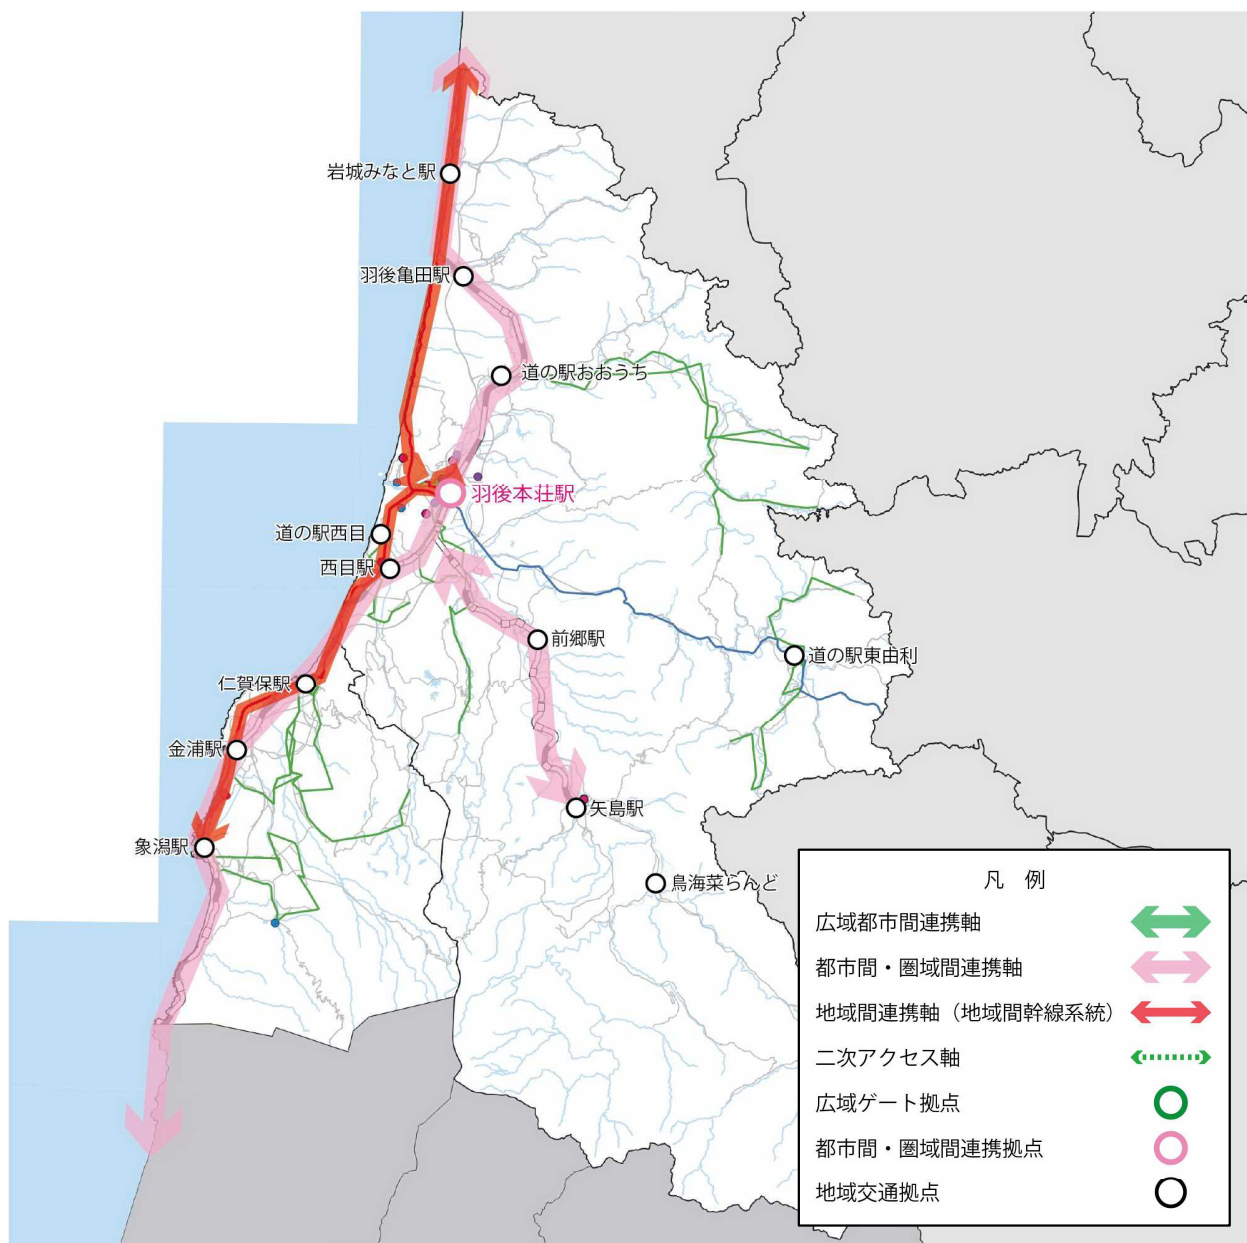 岩城みなと駅
羽後亀田駅
道の駅おおうち
羽後本荘駅
道の駅西目
西目駅
前郷駅
道の駅東由利
仁賀保駅
金浦駅
矢島駅
象潟駅
鳥海菜らんど
凡 例
広域都市間連携軸
都市間・圏域間連携軸
地域間連携軸（地域間幹線系統）
二次アクセス軸
広域ゲート拠点
都市間・圏域間連携拠点
地域交通拠点